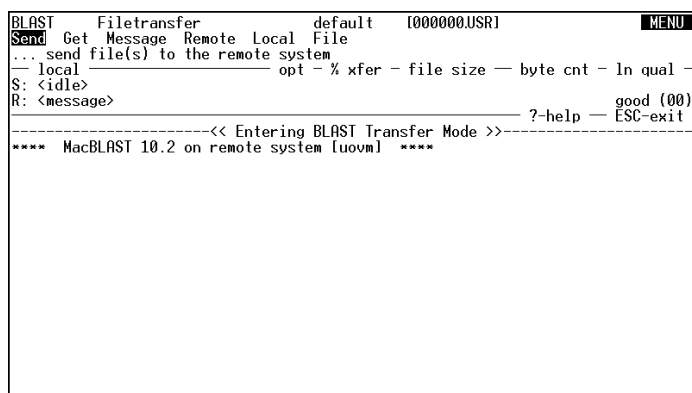 BLAST Filetransfer default [000000.USR] MENU
Send Get Message Remote Local File
... send file(s) to the remote system
— local ——— opt — % xfer — file size — byte cnt — ln qual —
S: <idle>
R: <message> good (00)
——— ?-help — ESC-exit
----------------------<< Entering BLAST Transfer Mode >>---------------------
**** MacBLAST 10.2 on remote system [uovm] ****